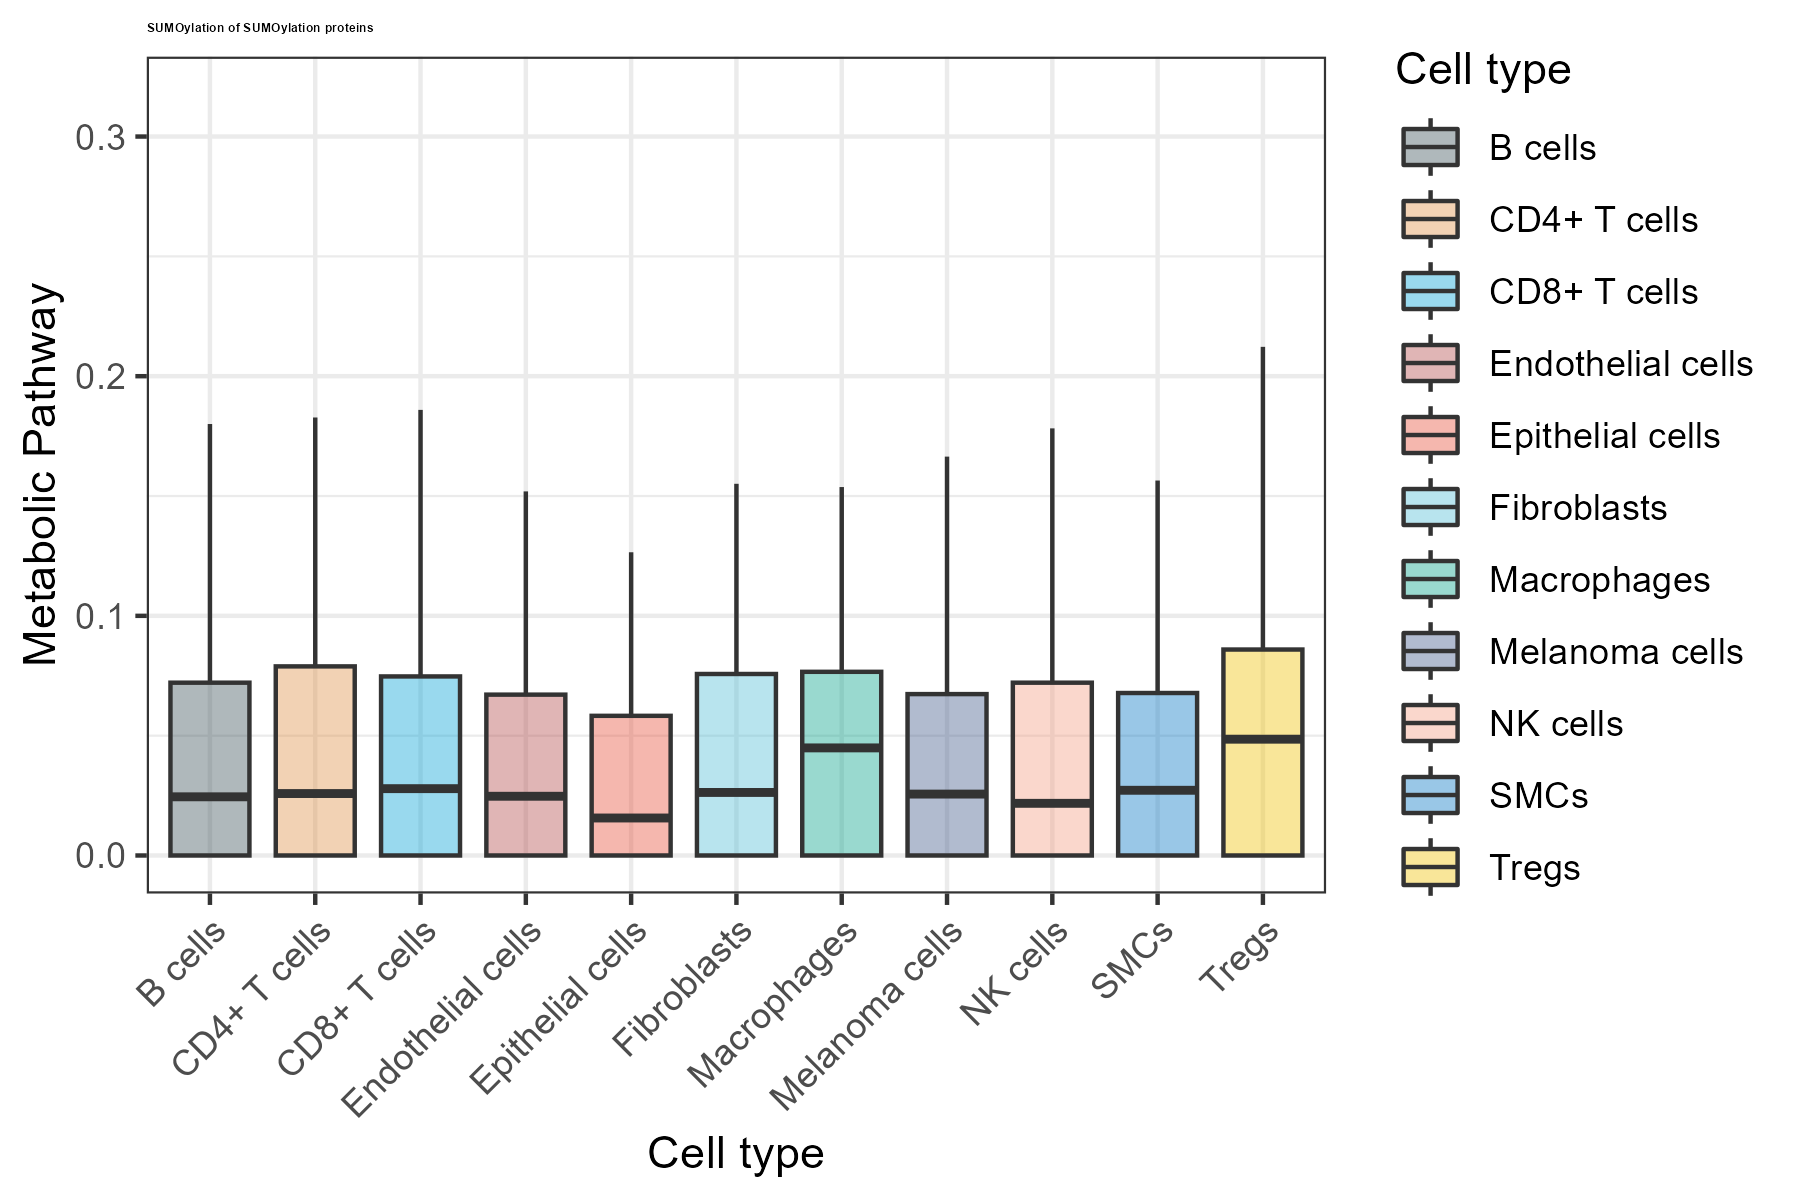 SUMOylation of SUMOylation proteins
Metabolic Pathway
0.3
0.2
0.1
0.0
B cells
CD4+ T cells
CD8+ T cells
Endothelial cells
Epithelial cells
Fibroblasts
Macrophages
Melanoma cells
NK cells
SMCs
Tregs
Cell type
Cell type
B cells
CD4+ T cells
CD8+ T cells
Endothelial cells
Epithelial cells
Fibroblasts
Macrophages
Melanoma cells
NK cells
SMCs
Tregs